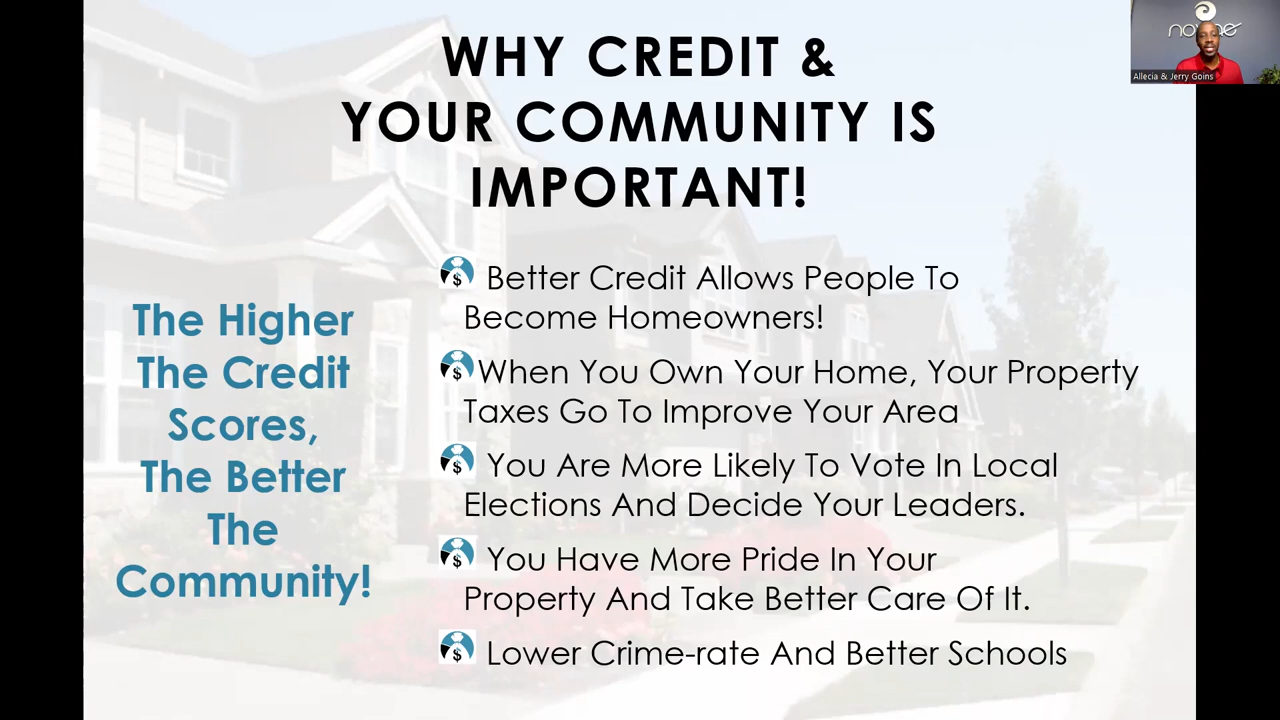 WHY CREDIT &
YOUR COMMUNITY IS
IMPORTANT!
Allecia & Jerry Goins
The Higher
The Credit
Scores,
The Better
The
Community!
$ Better Credit Allows People To
Become Homeowners!
$ When You Own Your Home, Your Property
Taxes Go To Improve Your Area
$ You Are More Likely To Vote In Local
Elections And Decide Your Leaders.
$ You Have More Pride In Your
Property And Take Better Care Of It.
$ Lower Crime-rate And Better Schools